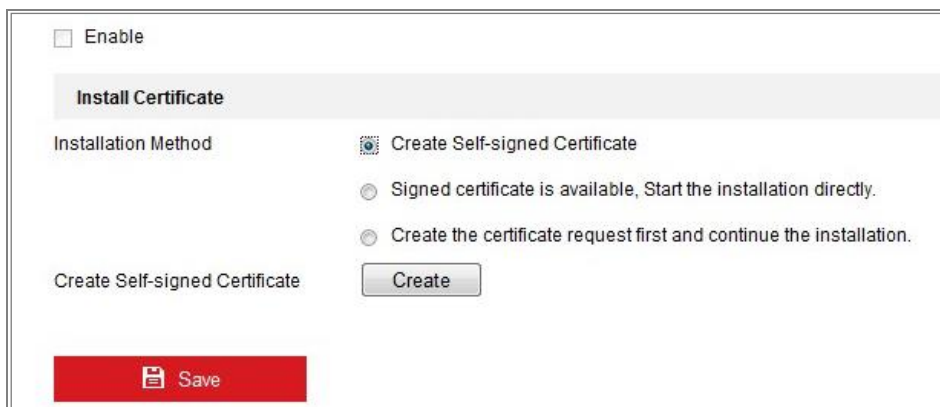 Enable
Install Certificate
Installation Method
Create Self-signed Certificate
Signed certificate is available, Start the installation directly.
Create the certificate request first and continue the installation.
Create Self-signed Certificate
Create
Save